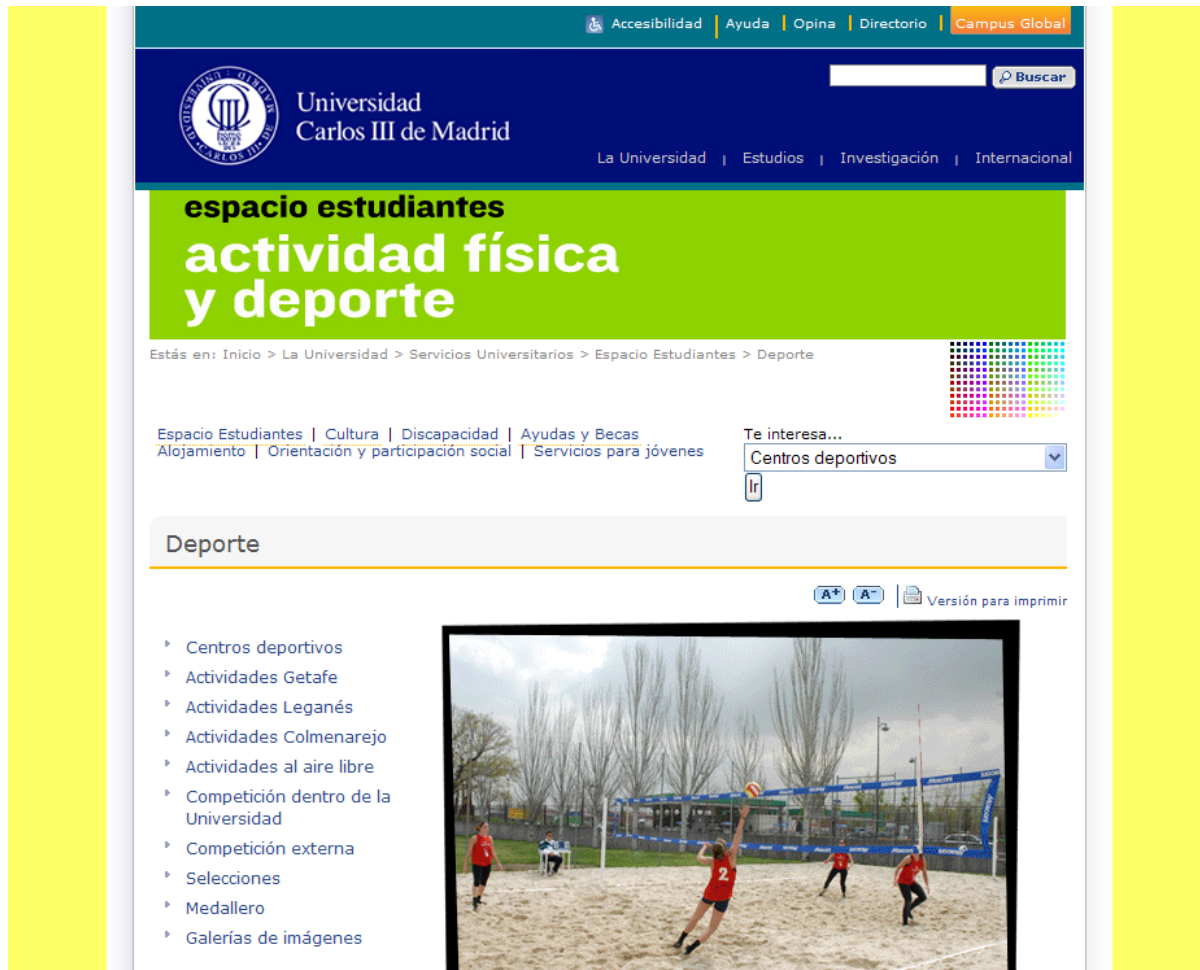 Accesibilidad | Ayuda | Opina | Directorio | Campus Global
Buscar
Universidad
Carlos III de Madrid
La Universidad | Estudios | Investigación | Internacional
espacio estudiantes
actividad física
y deporte
Estás en: Inicio > La Universidad > Servicios Universitarios > Espacio Estudiantes > Deporte
Espacio Estudiantes | Cultura | Discapacidad | Ayudas y Becas
Alojamiento | Orientación y participación social | Servicios para jóvenes
Te interesa...
Centros deportivos
Ir
Deporte
A+ A- | Versión para imprimir
Centros deportivos
Actividades Getafe
Actividades Leganés
Actividades Colmenarejo
Actividades al aire libre
Competición dentro de la
Universidad
Competición externa
Selecciones
Medallero
Galerías de imágenes
2